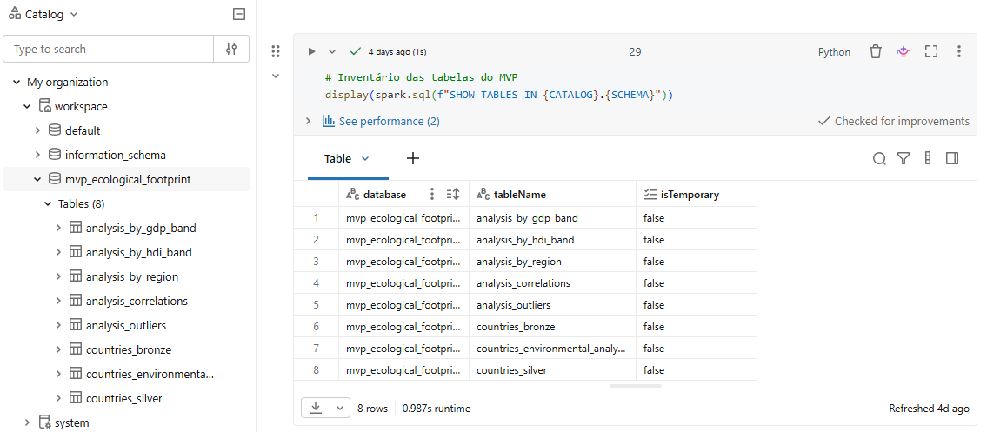 Catalog
Type to search
My organization
workspace
default
information_schema
mvp_ecological_footprint
Tables (8)
analysis_by_gdp_band
analysis_by_hdi_band
analysis_by_region
analysis_correlations
analysis_outliers
countries_bronze
countries_environmenta...
countries_silver
system
4 days ago (1s)
29
Python
# Inventário das tabelas do MVP
display(spark.sql(f"SHOW TABLES IN {CATALOG}.{SCHEMA}"))
See performance (2)
Checked for improvements
Table
database tableName isTemporary
1 mvp_ecological_footpri... analysis_by_gdp_band false
2 mvp_ecological_footpri... analysis_by_hdi_band false
3 mvp_ecological_footpri... analysis_by_region false
4 mvp_ecological_footpri... analysis_correlations false
5 mvp_ecological_footpri... analysis_outliers false
6 mvp_ecological_footpri... countries_bronze false
7 mvp_ecological_footpri... countries_environmental_analy... false
8 mvp_ecological_footpri... countries_silver false
8 rows
0.987s runtime
Refreshed 4d ago